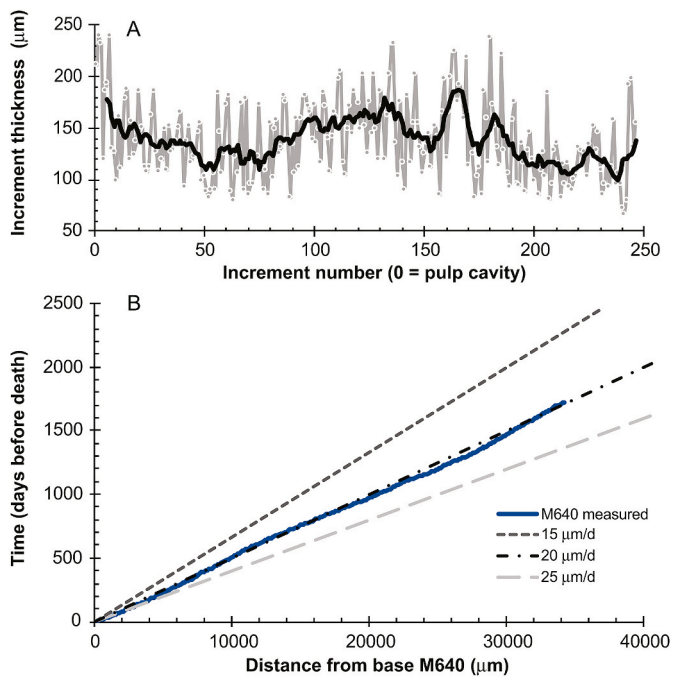 A
Increment thickness (μm)
250
200
150
100
50
0 50 100 150 200 250
Increment number (0 = pulp cavity)
B
Time (days before death)
2500
2000
1500
1000
500
0
M640 measured
15 μm/d
20 μm/d
25 μm/d
0 10000 20000 30000 40000
Distance from base M640 (μm)